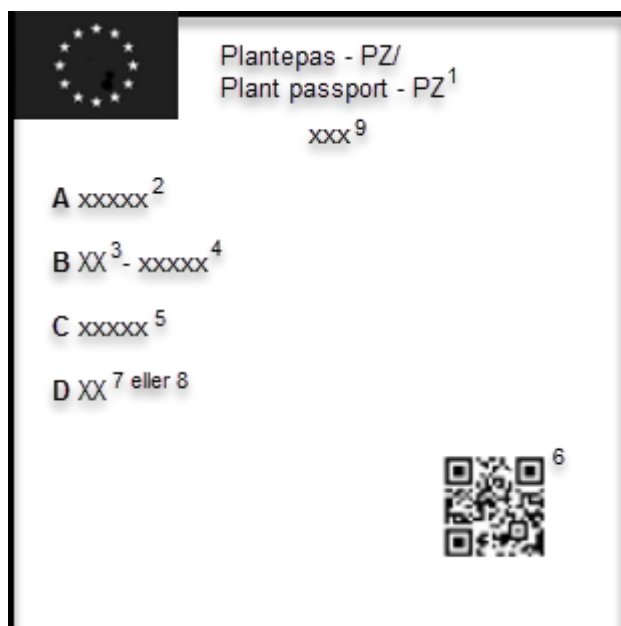 Plantepas - PZ/
Plant passport - PZ¹
xxx⁹
A xxxxx²
B XX³- xxxxx⁴
C xxxxx⁵
D XX⁷ ᵉˡˡᵉʳ ⁸
⁶